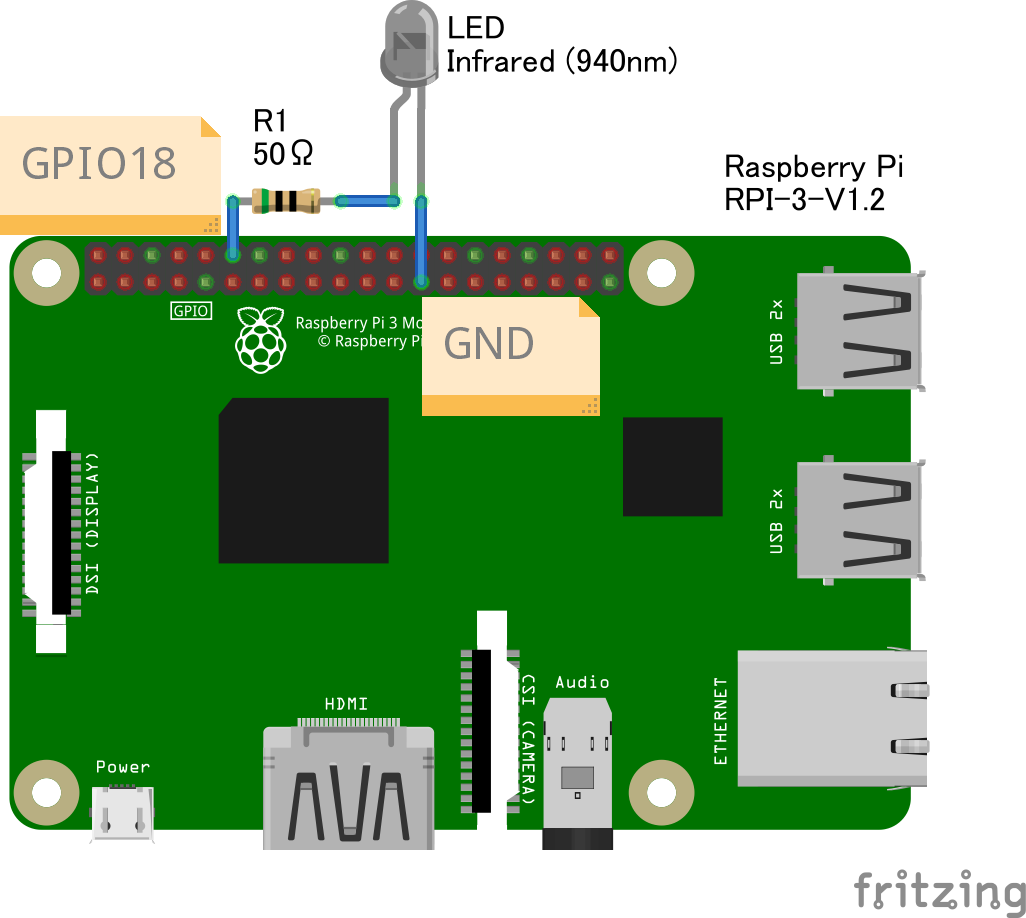 LED
Infrared (940nm)
R1
50Ω
GPIO18
Raspberry Pi
RPI-3-V1.2
GPIO
Raspberry Pi 3 Mo
© Raspberry Pi
GND
USB 2x
DSI (DISPLAY)
USB 2x
CSI (CAMERA)
Audio
ETHERNET
HDMI
Power
fritzing